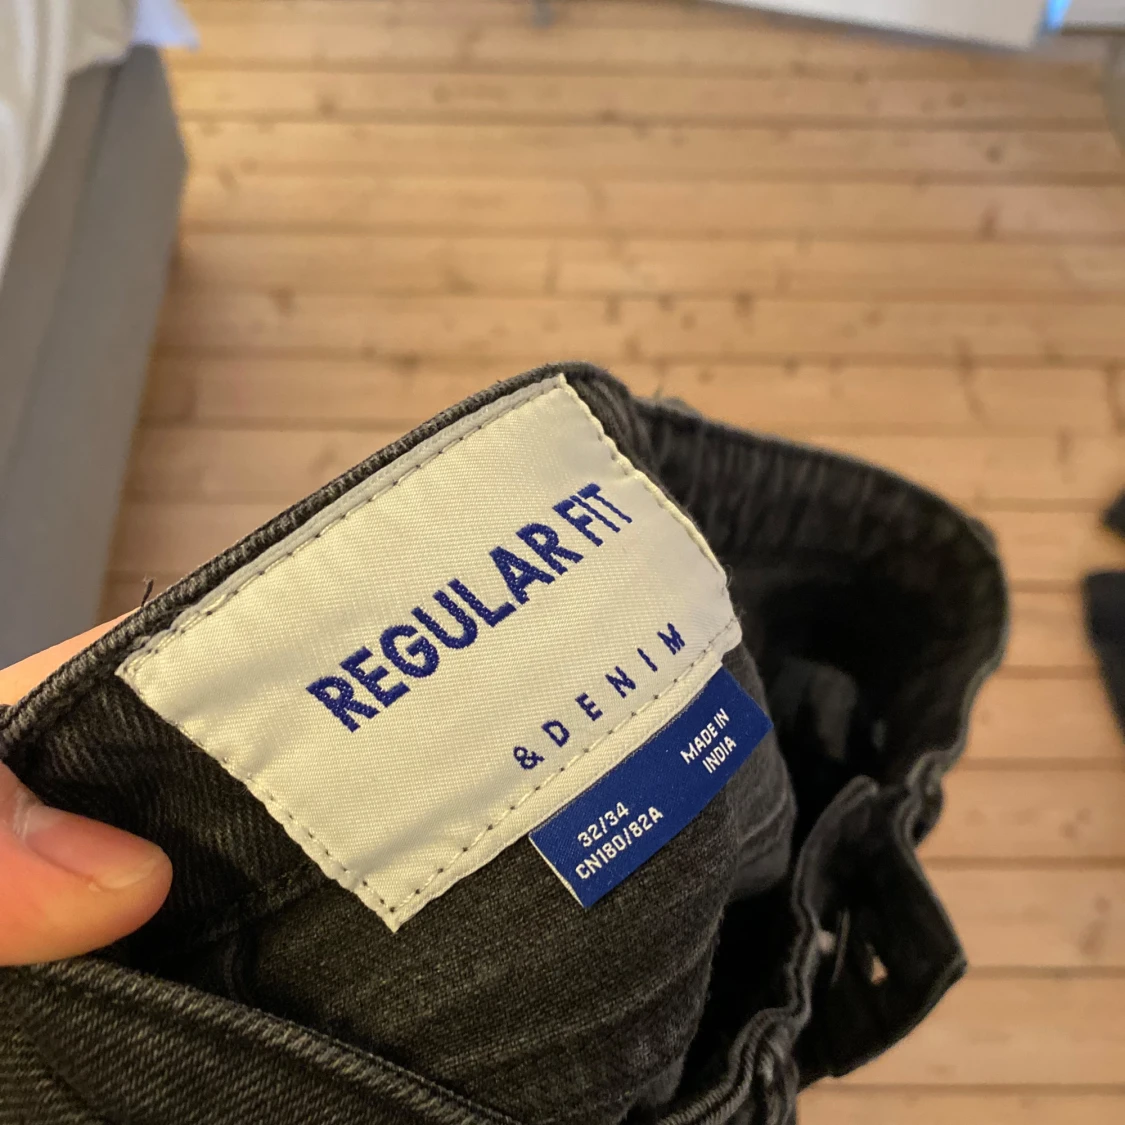 REGULAR FIT
& DENIM
32/34
CN180/82A
MADE IN
INDIA